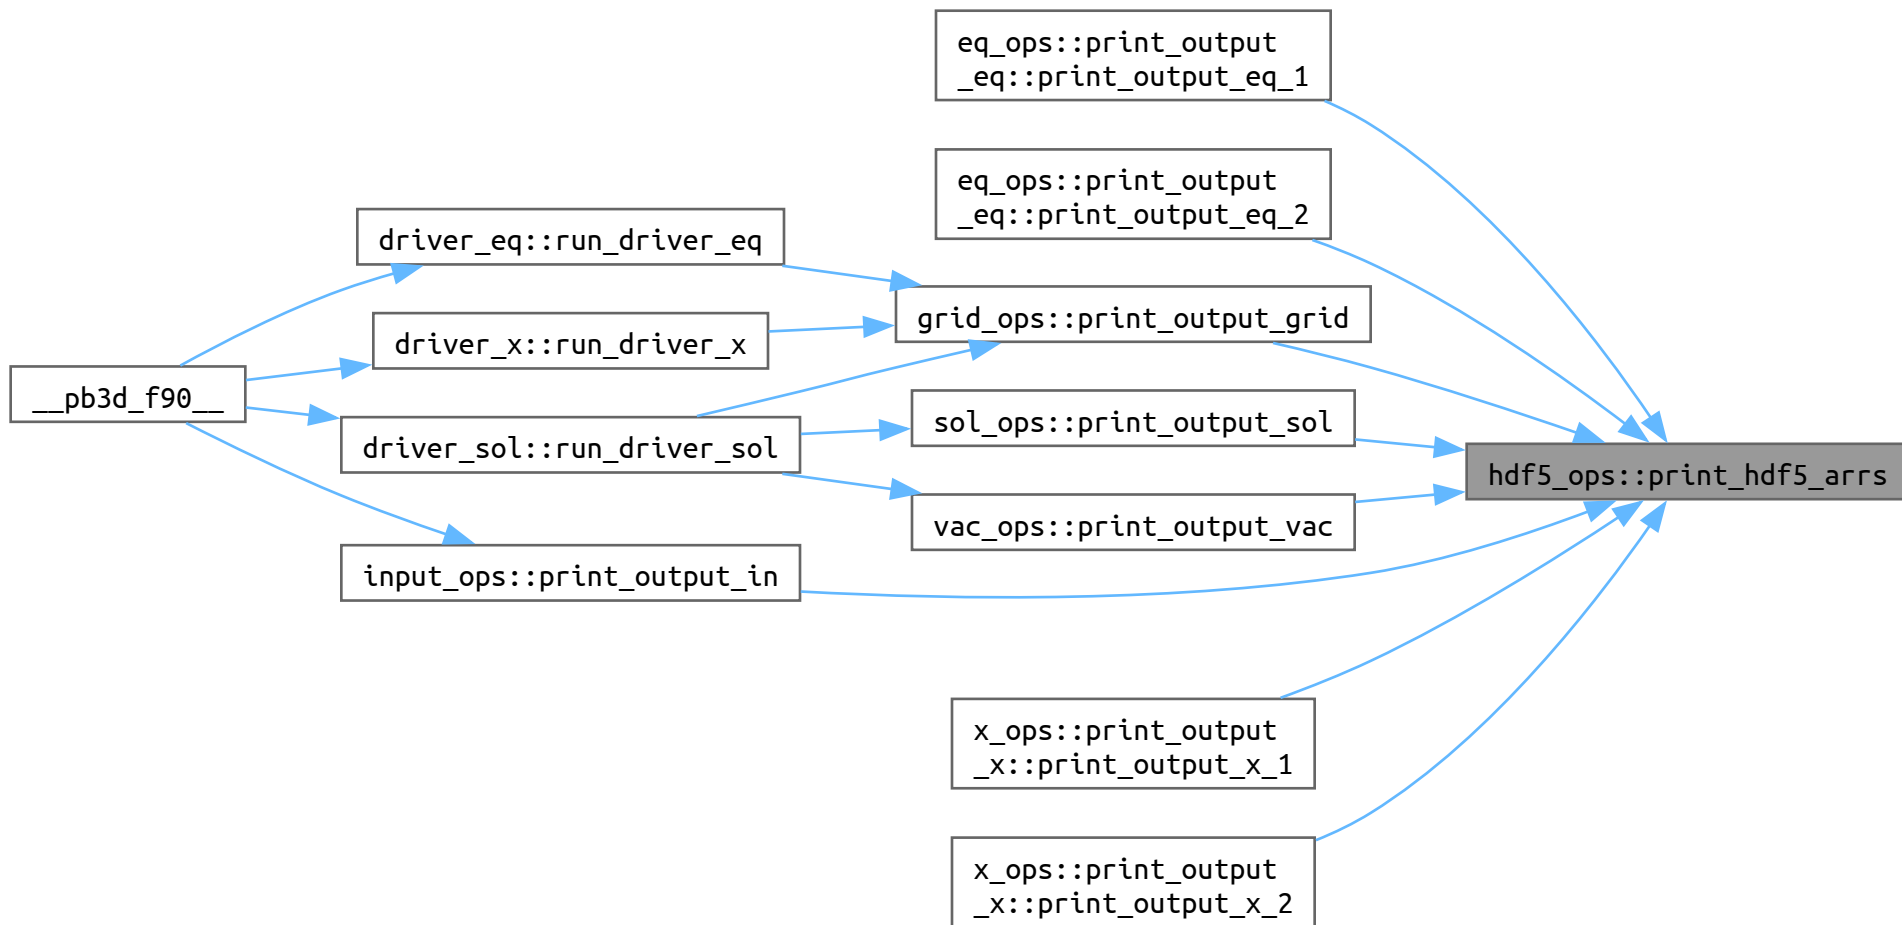 eq_ops::print_output
_eq::print_output_eq_1
eq_ops::print_output
_eq::print_output_eq_2
driver_eq::run_driver_eq
grid_ops::print_output_grid
driver_x::run_driver_x
__pb3d_f90__
sol_ops::print_output_sol
driver_sol::run_driver_sol
hdf5_ops::print_hdf5_arrs
vac_ops::print_output_vac
input_ops::print_output_in
x_ops::print_output
_x::print_output_x_1
x_ops::print_output
_x::print_output_x_2